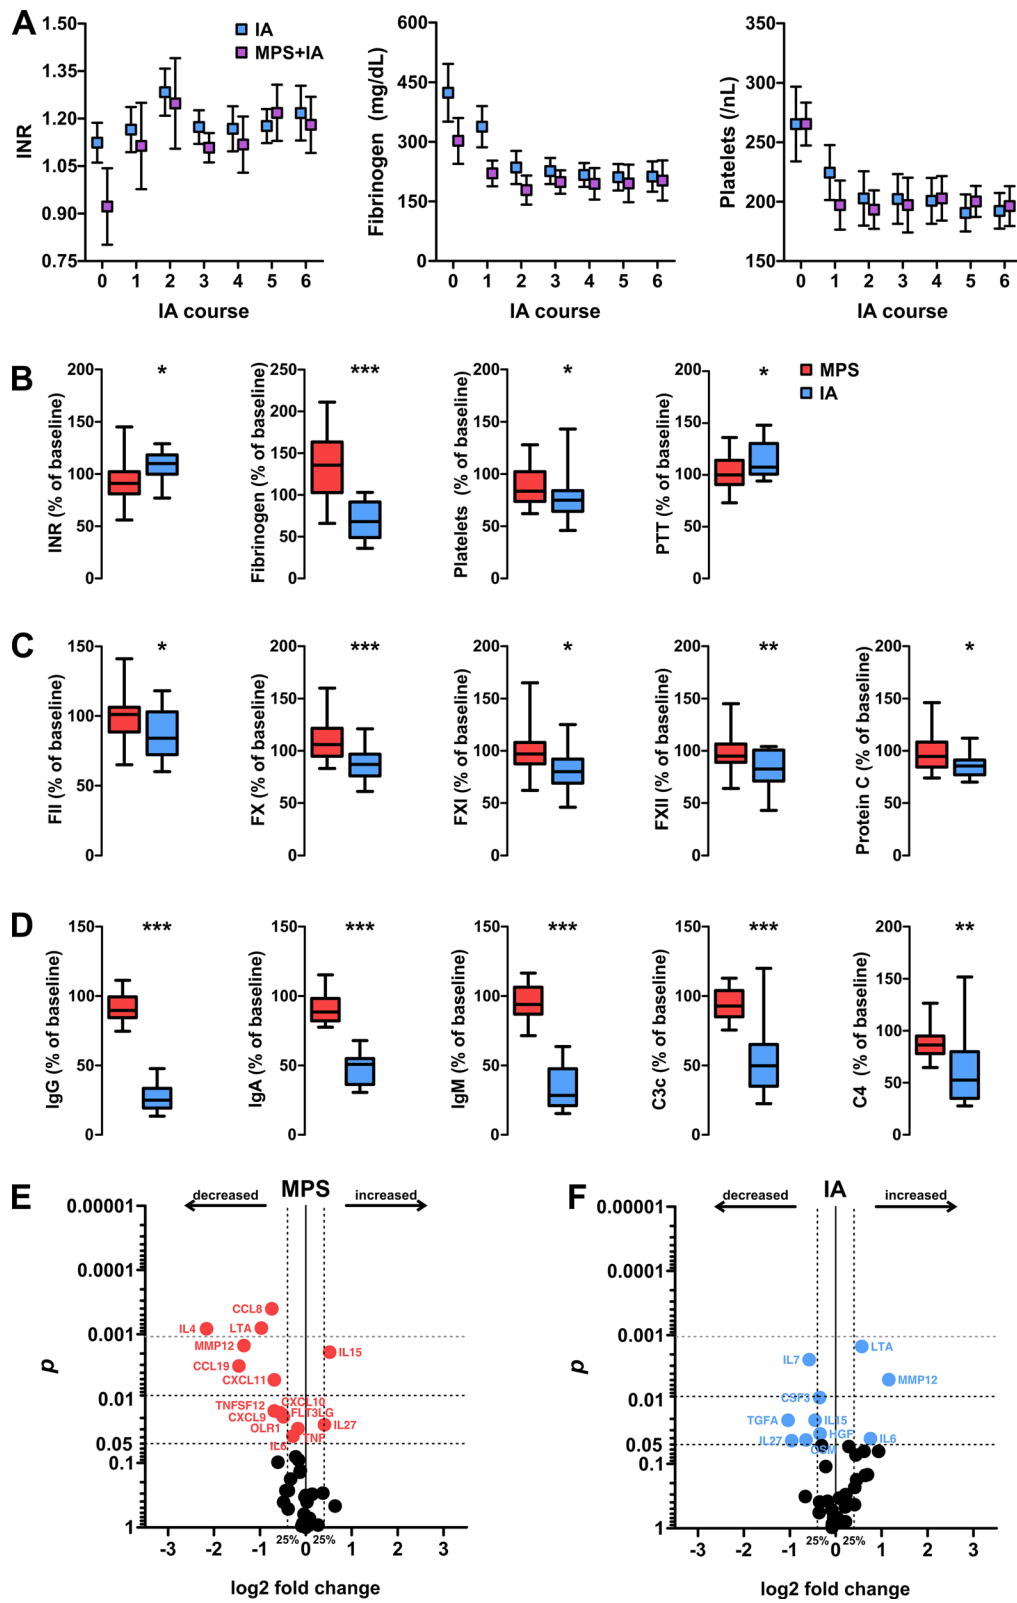 A
1.50
1.35
1.20
1.05
0.90
0.75
INR
0 1 2 3 4 5 6
IA course
IA
MPS+IA
600
450
300
150
0
Fibrinogen (mg/dL)
0 1 2 3 4 5 6
IA course
350
300
250
200
150
Platelets (/nL)
0 1 2 3 4 5 6
IA course
B
200
150
100
50
0
INR (% of baseline)
*
250
200
150
100
50
0
Fibrinogen (% of baseline)
***
200
150
100
50
0
Platelets (% of baseline)
*
200
150
100
50
0
PTT (% of baseline)
*
MPS
IA
C
150
100
50
0
FII (% of baseline)
*
200
150
100
50
0
FX (% of baseline)
***
200
150
100
50
0
FXI (% of baseline)
*
200
150
100
50
0
FXII (% of baseline)
**
200
150
100
50
0
Protein C (% of baseline)
*
D
150
100
50
0
IgG (% of baseline)
***
150
100
50
0
IgA (% of baseline)
***
150
100
50
0
IgM (% of baseline)
***
150
100
50
0
C3c (% of baseline)
***
200
150
100
50
0
C4 (% of baseline)
**
E
MPS
decreased
increased
0.00001
0.0001
0.001
0.01
0.05
0.1
1
p
CCL8
IL4
LTA
MMP12
IL15
CCL19
CXCL11
TNFSF12
CXCL10
CXCL9
FLT3LG
OLR1
IL27
IL6
TNF
25% 25%
-3 -2 -1 0 1 2 3
log2 fold change
F
IA
decreased
increased
0.00001
0.0001
0.001
0.01
0.05
0.1
1
p
LTA
IL7
MMP12
CSF3
TGFA
IL15
HGF
IL27
OSM
IL6
25% 25%
-3 -2 -1 0 1 2 3
log2 fold change